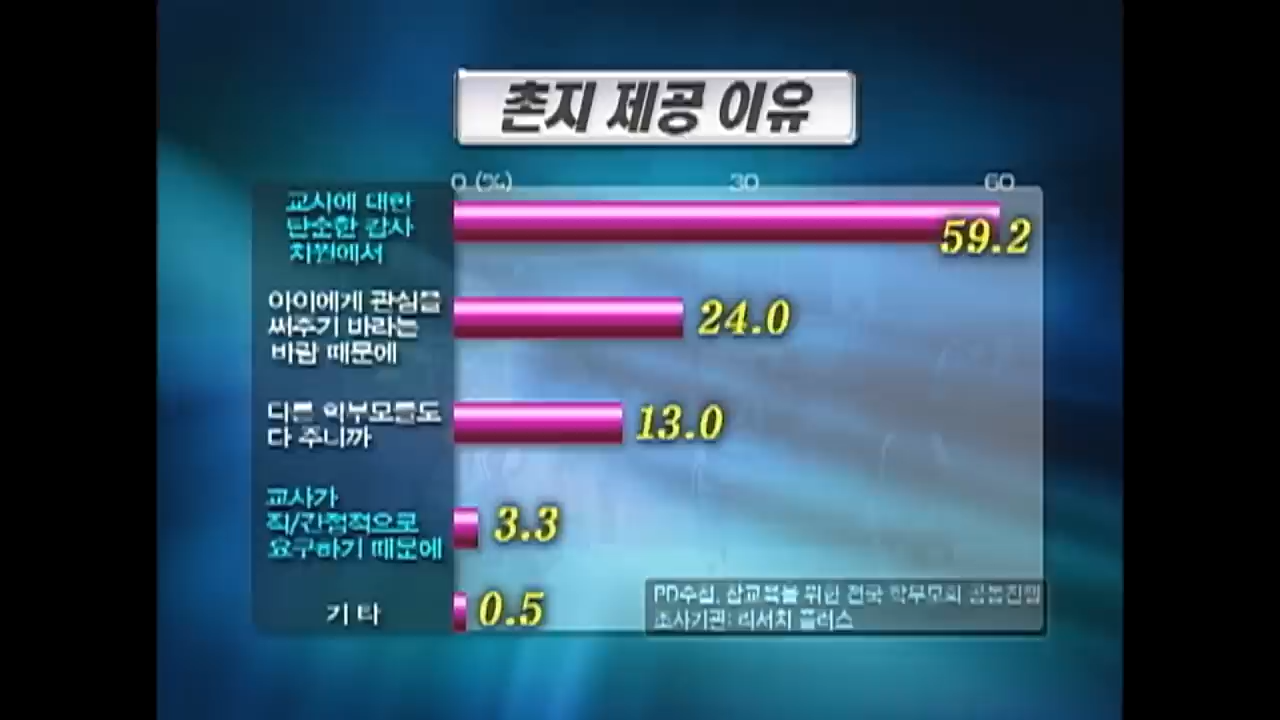 촌지 제공 이유
0 (%) 30 60
교사에 대한
단순한 감사
차원에서
59.2
아이에게 관심을
써주기 바라는
바람 때문에
24.0
다른 학부모들도
다 주니까
13.0
교사가
직/간접적으로
요구하기 때문에
3.3
기 타
0.5
PD수첩, 참교육을 위한 전국 학부모회 공동진행
조사기관: 리서치 플러스